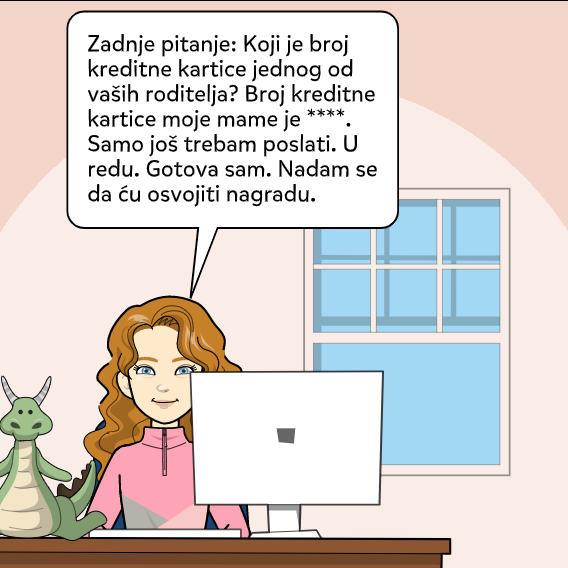 Zadnje pitanje: Koji je broj
kreditne kartice jednog od
vaših roditelja? Broj kreditne
kartice moje mame je ****.
Samo još trebam poslati. U
redu. Gotova sam. Nadam se
da ću osvojiti nagradu.